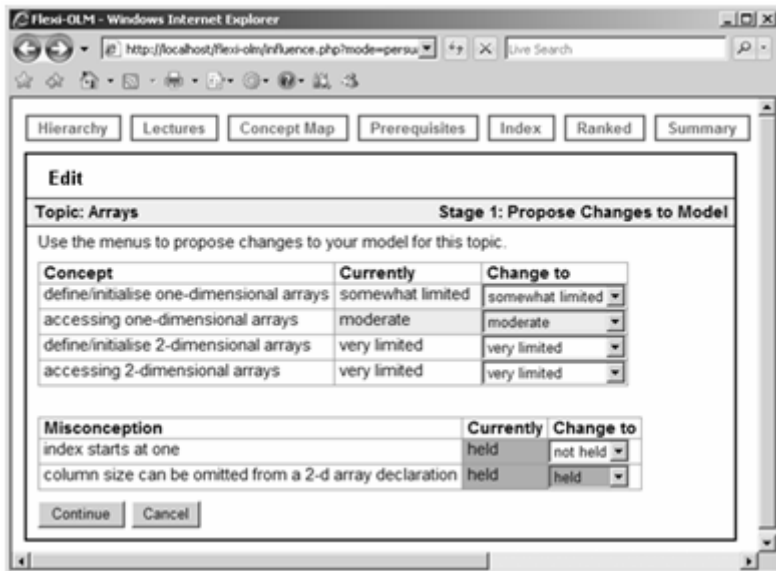 Flexi-OLM - Windows Internet Explorer
http://localhost/flexi-olm/influence.php?mode=persua Live Search
Hierarchy Lectures Concept Map Prerequisites Index Ranked Summary
Edit
Topic: Arrays Stage 1: Propose Changes to Model
Use the menus to propose changes to your model for this topic.
Concept Currently Change to
define/initialise one-dimensional arrays somewhat limited somewhat limited
accessing one-dimensional arrays moderate moderate
define/initialise 2-dimensional arrays very limited very limited
accessing 2-dimensional arrays very limited very limited
Misconception Currently Change to
index starts at one held not held
column size can be omitted from a 2-d array declaration held held
Continue Cancel